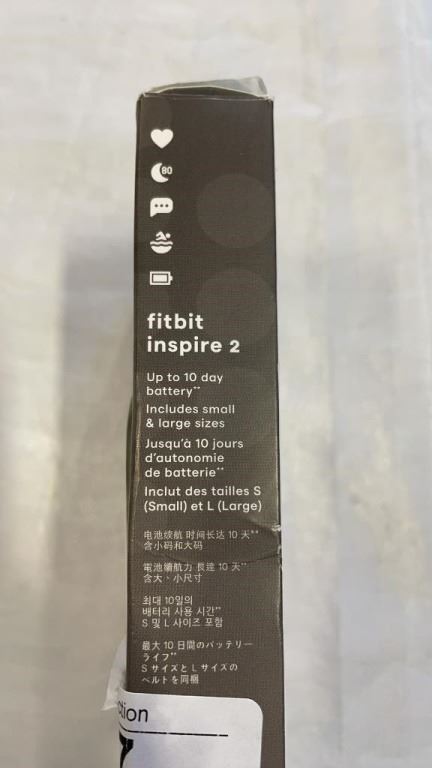 80
fitbit
inspire 2
Up to 10 day
battery**
Includes small
& large sizes
Jusqu'à 10 jours
d'autonomie
de batterie**
Inclut des tailles S
(Small) et L (Large)
电池续航 时间长达 10 天**
含小码和大码
電池續航力 長達 10 天**
含大、小尺寸
최대 10일의
배터리 사용 시간**
S 및 L 사이즈 포함
最大 10 日間のバッテリー
ライフ**
S サイズと L サイズの
ベルトを同梱